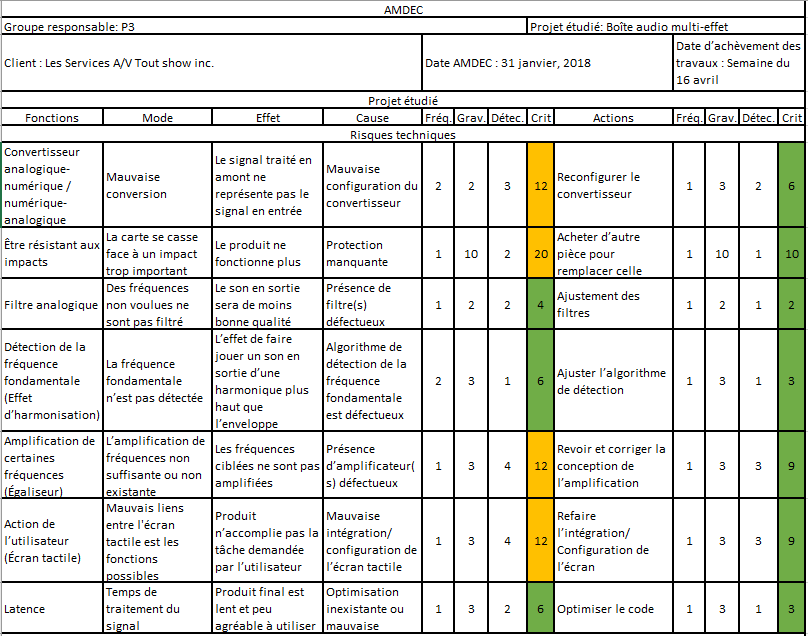 AMDEC
Groupe responsable: P3
Projet étudié: Boîte audio multi-effet
Client : Les Services A/V Tout show inc.
Date AMDEC : 31 janvier, 2018
Date d’achèvement des
travaux : Semaine du
16 avril
Projet étudié
Fonctions Mode Effet Cause Fréq. Grav. Détec. Crit Actions Fréq. Grav. Détec. Crit
Risques techniques
Convertisseur
analogique-
numérique /
numérique-
analogique
Mauvaise
conversion
Le signal traité en
amont ne
représente pas le
signal en entrée
Mauvaise
configuration du
convertisseur
2 2 3 12
Reconfigurer le
convertisseur
1 3 2 6
Être résistant aux
impacts
La carte se casse
face à un impact
trop important
Le produit ne
fonctionne plus
Protection
manquante
1 10 2 20
Acheter d’autre
pièce pour
remplacer celle
1 10 1 10
Filtre analogique
Des fréquences
non voulues ne
sont pas filtré
Le son en sortie
sera de moins
bonne qualité
Présence de
filtre(s)
défectueux
1 2 2 4
Ajustement des
filtres
1 2 1 2
Détection de la
fréquence
fondamentale
(Effet
d’harmonisation)
La fréquence
fondamentale
n’est pas détectée
L’effet de faire
jouer un son en
sortie d’une
harmonique plus
haut que
l’enveloppe
Algorithme de
détection de la
fréquence
fondamentale
est défectueux
2 3 1 6
Ajuster l’algorithme
de détection
1 3 1 3
Amplification de
certaines
fréquences
(Égaliseur)
L’amplification de
fréquences non
suffisante ou non
existante
Les fréquences
ciblées ne sont pas
amplifiées
Présence
d’amplificateur(
s) défectueux
1 3 4 12
Revoir et corriger la
conception de
l’amplification
1 3 3 9
Action de
l’utilisateur
(Écran tactile)
Mauvais liens
entre l'écran
tactile est les
fonctions
possibles
Produit
n’accomplie pas la
tâche demandée
par l’utilisateur
Mauvaise
intégration/
configuration de
l’écran tactile
1 3 4 12
Refaire
l’intégration/
Configuration de
l’écran
1 3 3 9
Latence
Temps de
traitement du
signal
Produit final est
lent et peu
agréable à utiliser
Optimisation
inexistante ou
mauvaise
1 3 2 6
Optimiser le code
1 3 1 3